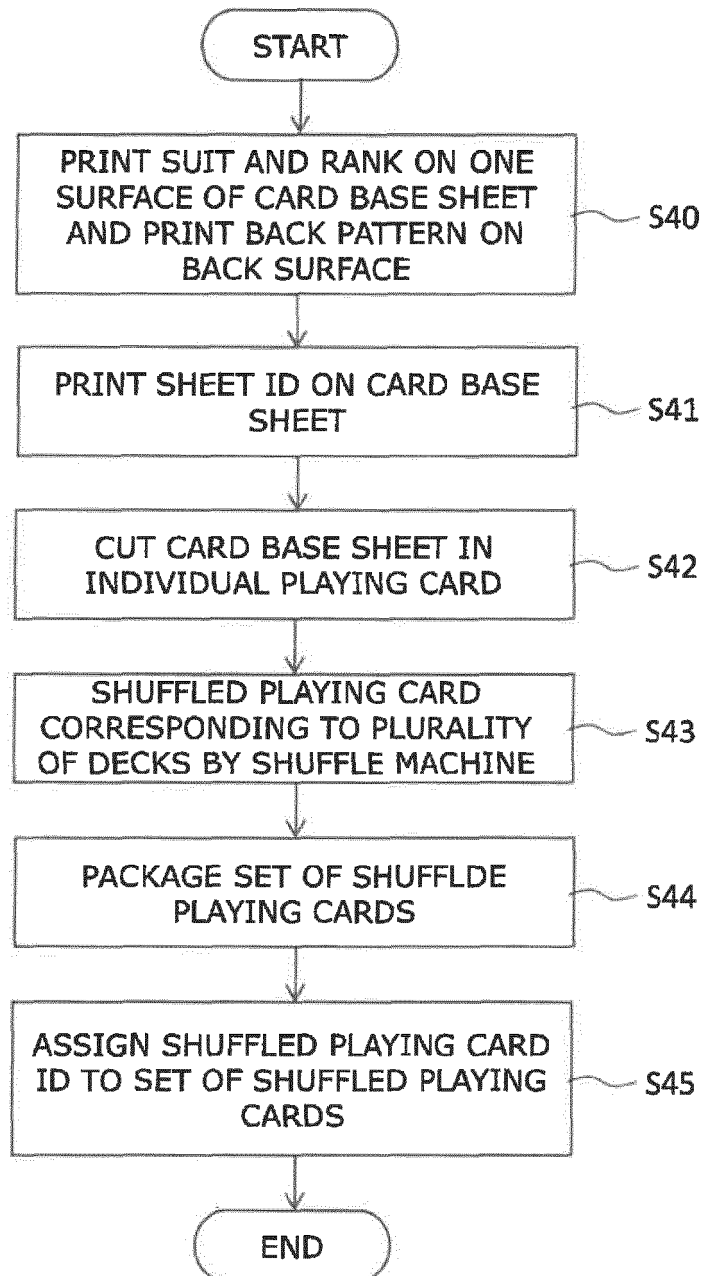 START
PRINT SUIT AND RANK ON ONE
SURFACE OF CARD BASE SHEET
AND PRINT BACK PATTERN ON
BACK SURFACE
S40
PRINT SHEET ID ON CARD BASE
SHEET
S41
CUT CARD BASE SHEET IN
INDIVIDUAL PLAYING CARD
S42
SHUFFLED PLAYING CARD
CORRESPONDING TO PLURALITY
OF DECKS BY SHUFFLE MACHINE
S43
PACKAGE SET OF SHUFFLDE
PLAYING CARDS
S44
ASSIGN SHUFFLED PLAYING CARD
ID TO SET OF SHUFFLED PLAYING
CARDS
S45
END